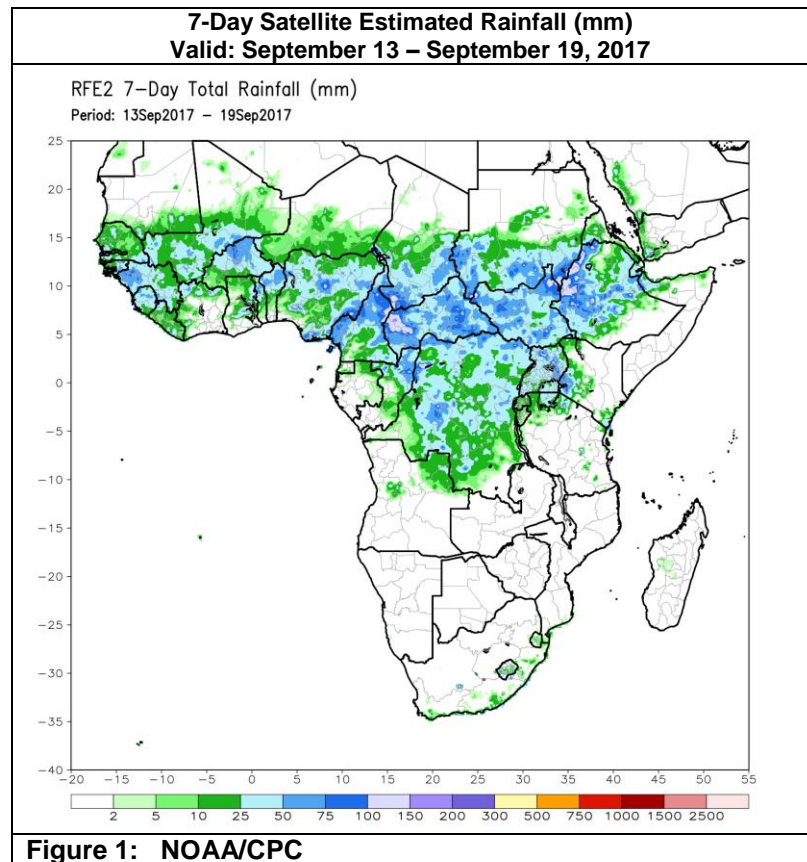 7-Day Satellite Estimated Rainfall (mm)
Valid: September 13 – September 19, 2017
RFE2 7-Day Total Rainfall (mm)
Period: 13Sep2017 – 19Sep2017
25
20
15
10
5
0
-5
-10
-15
-20
-25
-30
-35
-40
-20 -15 -10 -5 0 5 10 15 20 25 30 35 40 45 50 55
2 5 10 25 50 75 100 150 200 300 500 750 1000 1500 2500
Figure 1: NOAA/CPC